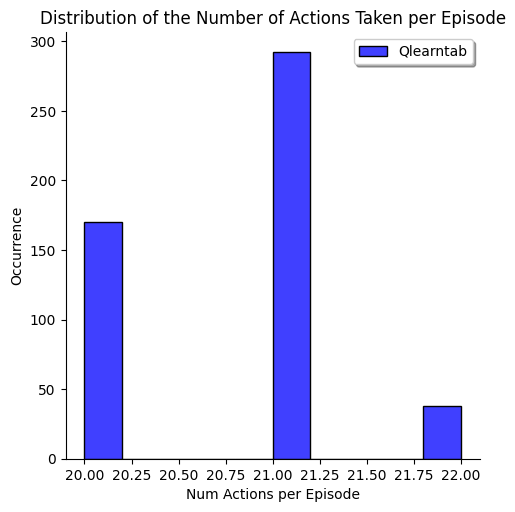 Distribution of the Number of Actions Taken per Episode
Qlearntab
300
250
200
150
100
50
0
Occurrence
20.00 20.25 20.50 20.75 21.00 21.25 21.50 21.75 22.00
Num Actions per Episode